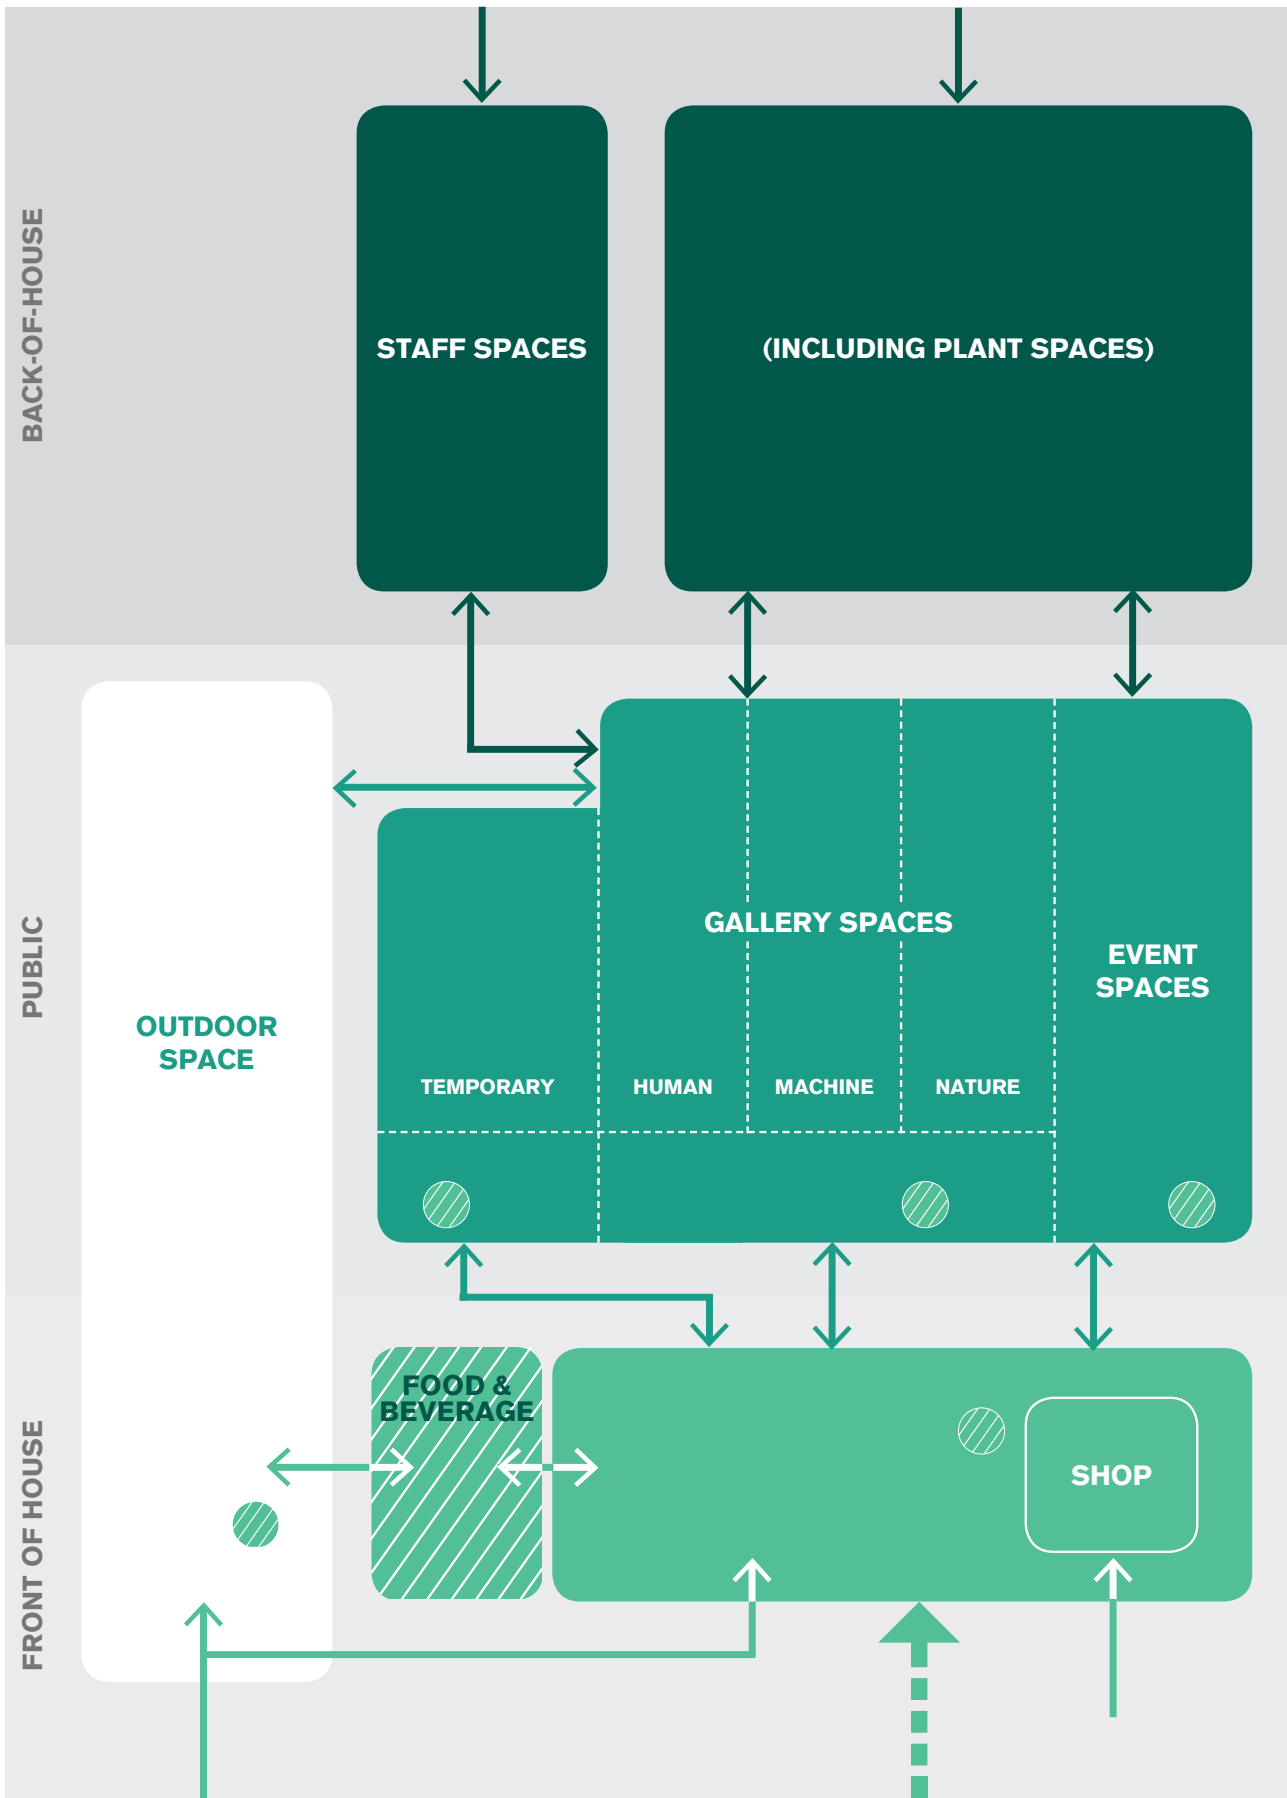 BACK-OF-HOUSE
STAFF SPACES
(INCLUDING PLANT SPACES)
PUBLIC
OUTDOOR
SPACE
GALLERY SPACES
EVENT
SPACES
TEMPORARY
HUMAN
MACHINE
NATURE
FRONT OF HOUSE
FOOD &
BEVERAGE
SHOP